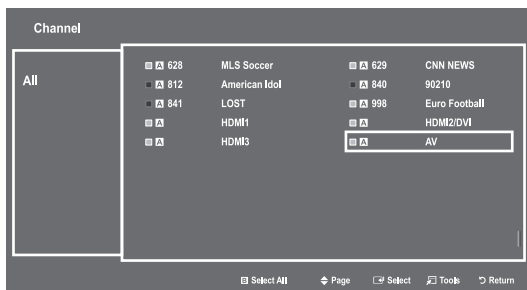 Channel
All
A 628 MLS Soccer A 629 CNN NEWS
A 812 American Idol A 840 90210
A 841 LOST A 998 Euro Football
A HDMI1 A HDMI2/DVI
A HDMI3 A AV
Select All Page Select Tools Return